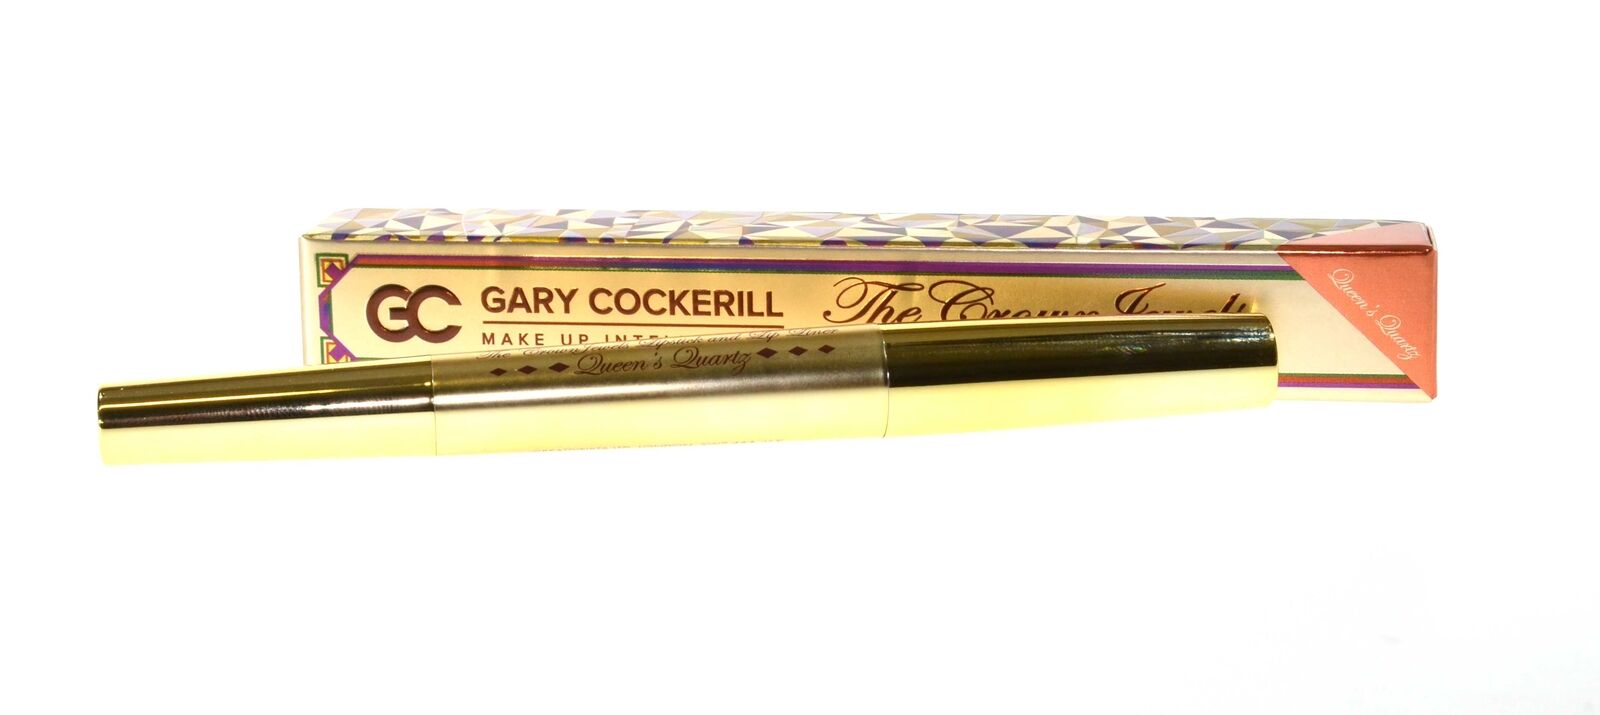 GC GARY COCKERILL
MAKE UP
The Crown Jewels
Queen's Quartz
The Crown Jewels Lipstick and Lip Liner
Queen's Quartz